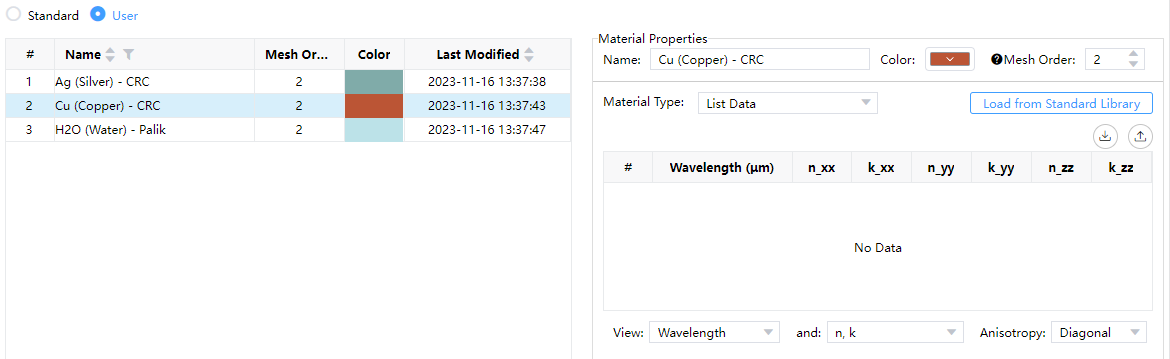 Standard User
# Name Mesh Or... Color Last Modified
1 Ag (Silver) - CRC 2 2023-11-16 13:37:38
2 Cu (Copper) - CRC 2 2023-11-16 13:37:43
3 H2O (Water) - Palik 2 2023-11-16 13:37:47
Material Properties
Name: Cu (Copper) - CRC Color: ?Mesh Order: 2
Material Type: List Data Load from Standard Library
# Wavelength (μm) n_xx k_xx n_yy k_yy n_zz k_zz
No Data
View: Wavelength and: n, k Anisotropy: Diagonal